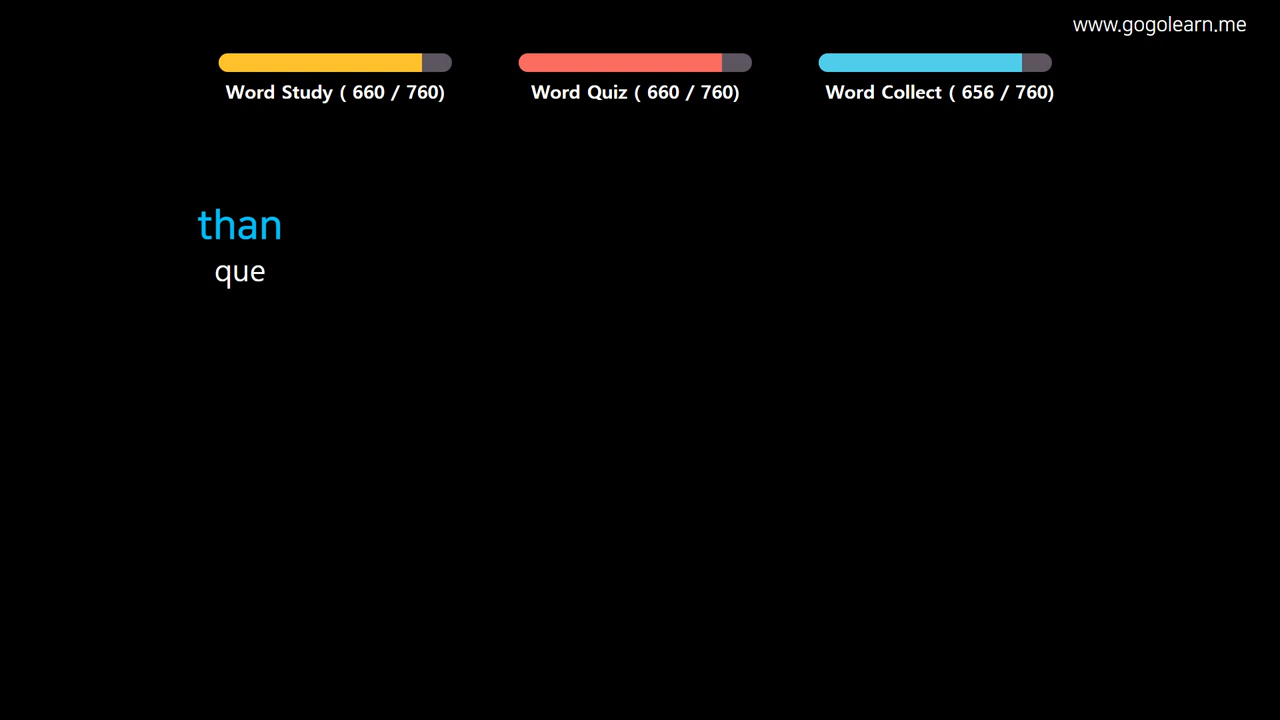 www.gogolearn.me
Word Study ( 660 / 760)
Word Quiz ( 660 / 760)
Word Collect ( 656 / 760)
than
que